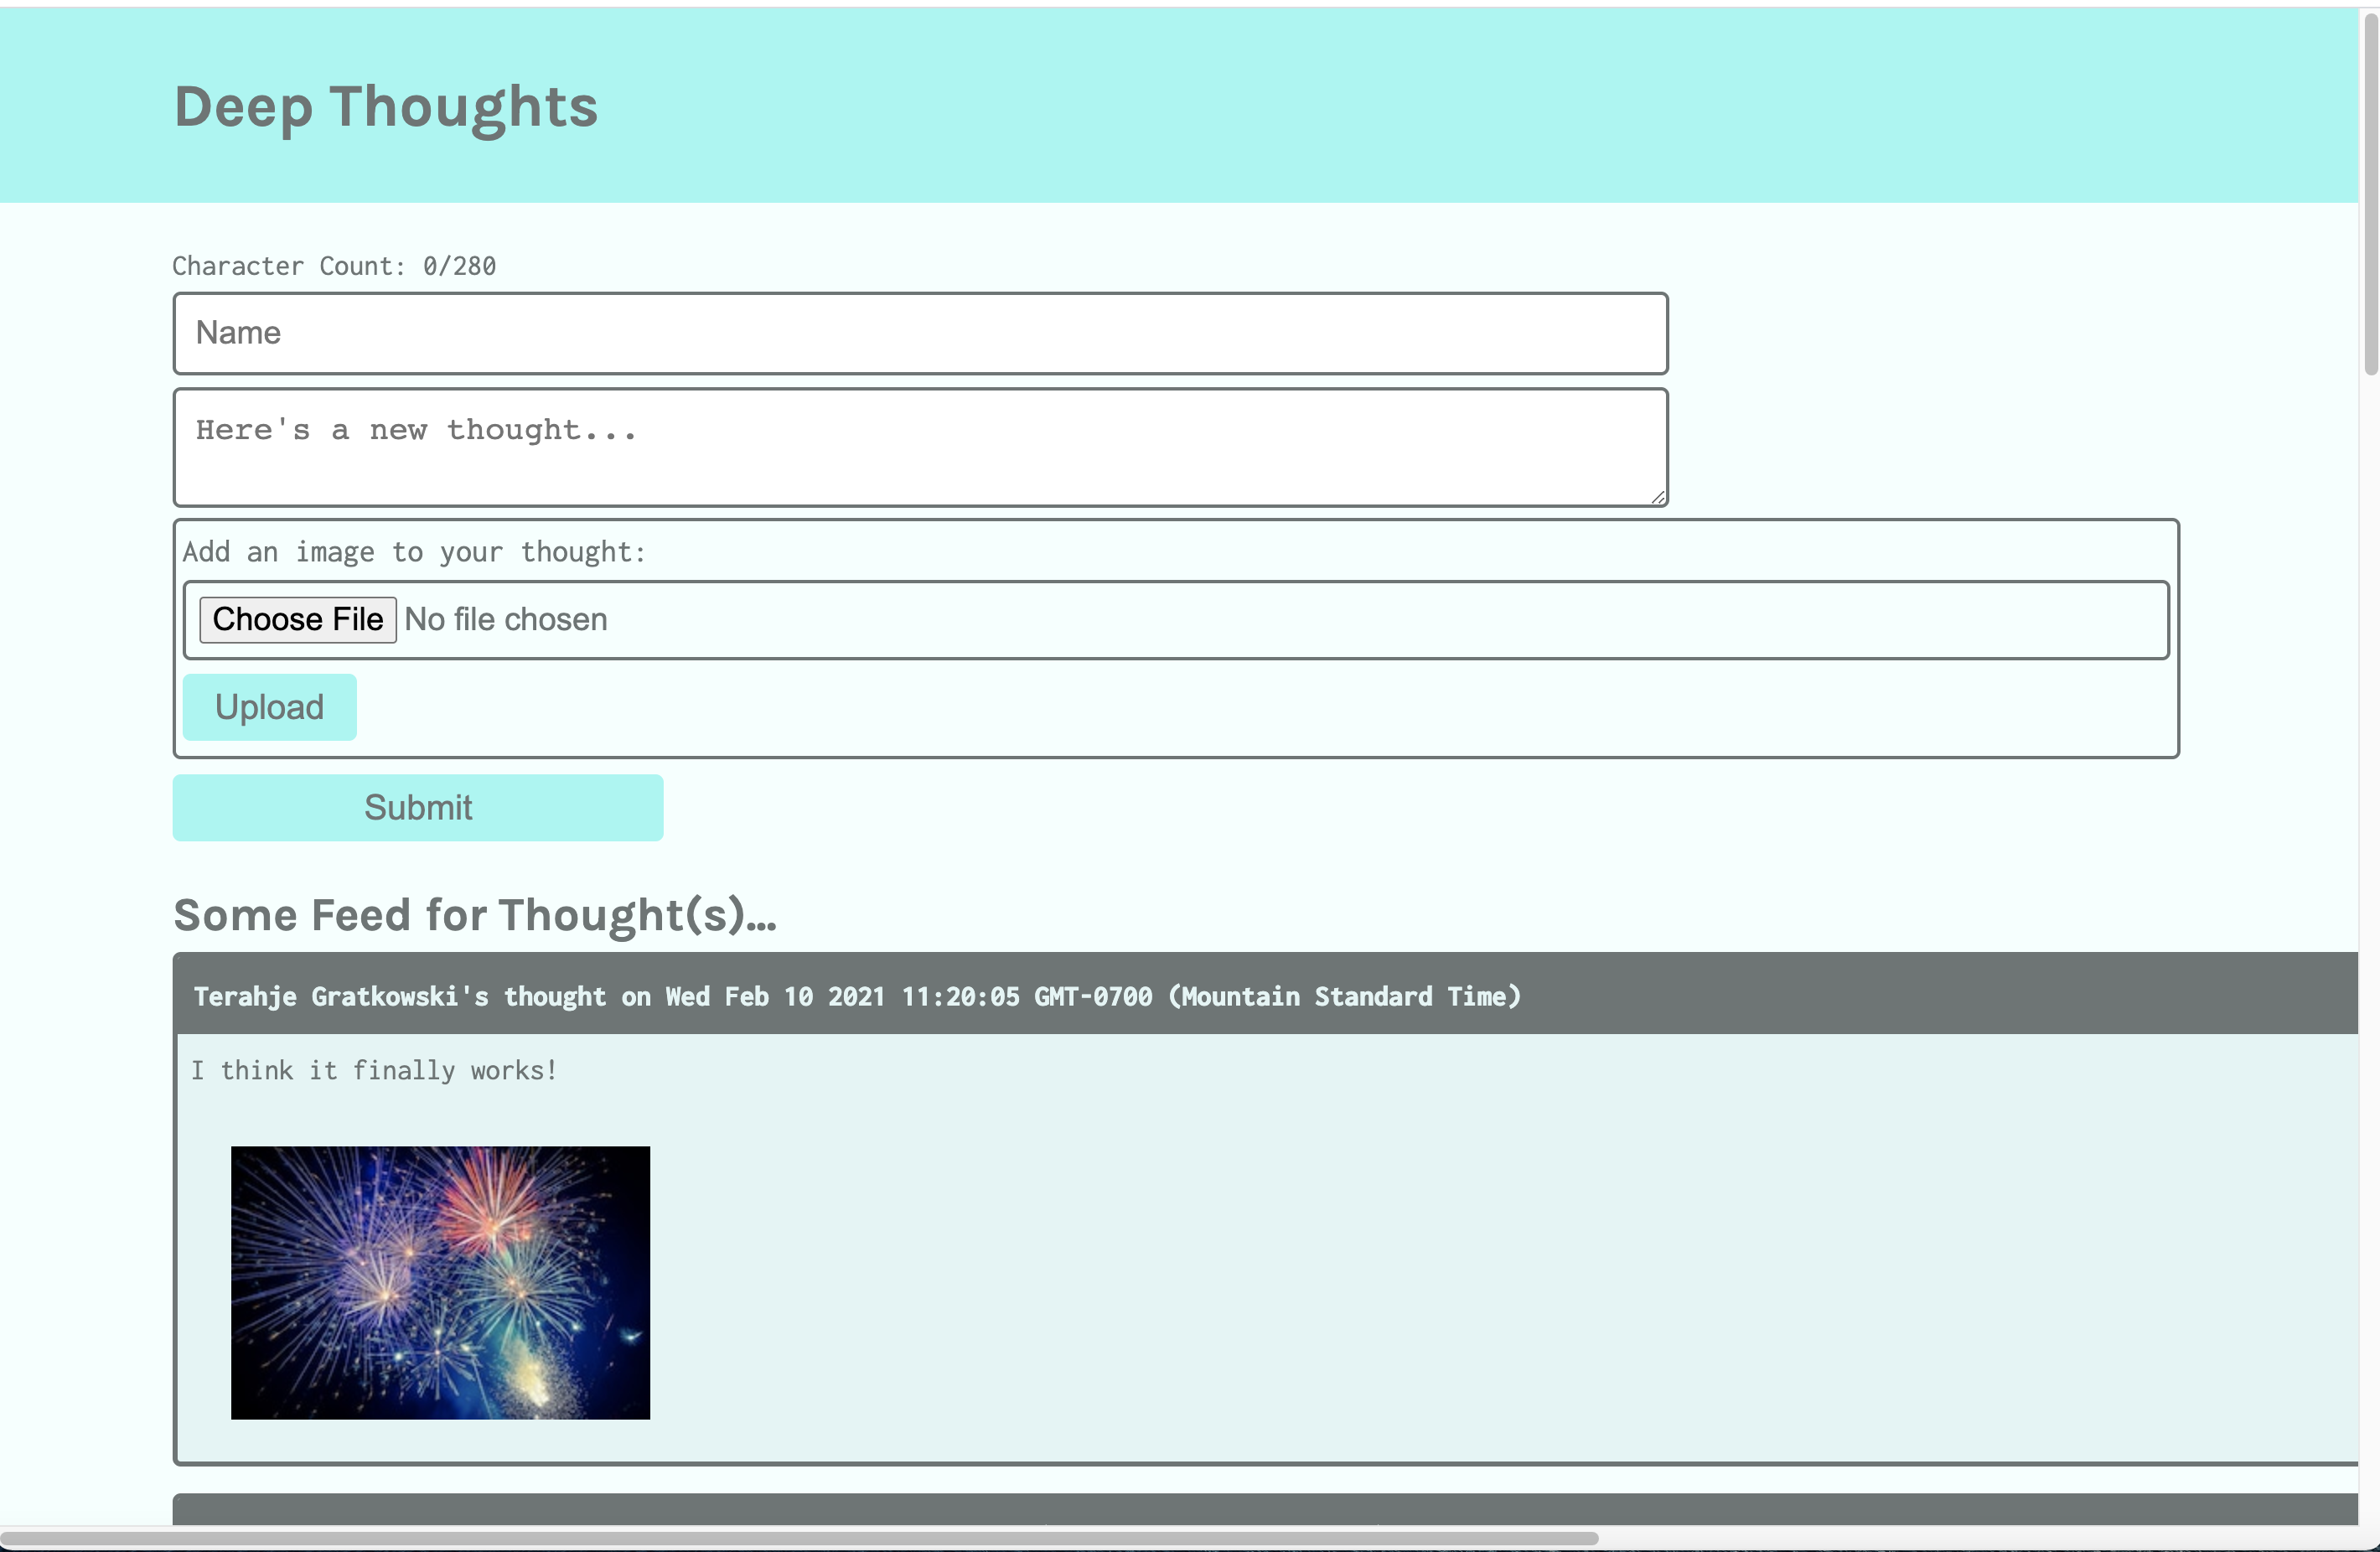 Deep Thoughts
Character Count: 0/280
Name
Here's a new thought...
Add an image to your thought:
Choose File No file chosen
Upload
Submit
Some Feed for Thought(s)...
Terahje Gratkowski's thought on Wed Feb 10 2021 11:20:05 GMT-0700 (Mountain Standard Time)
I think it finally works!